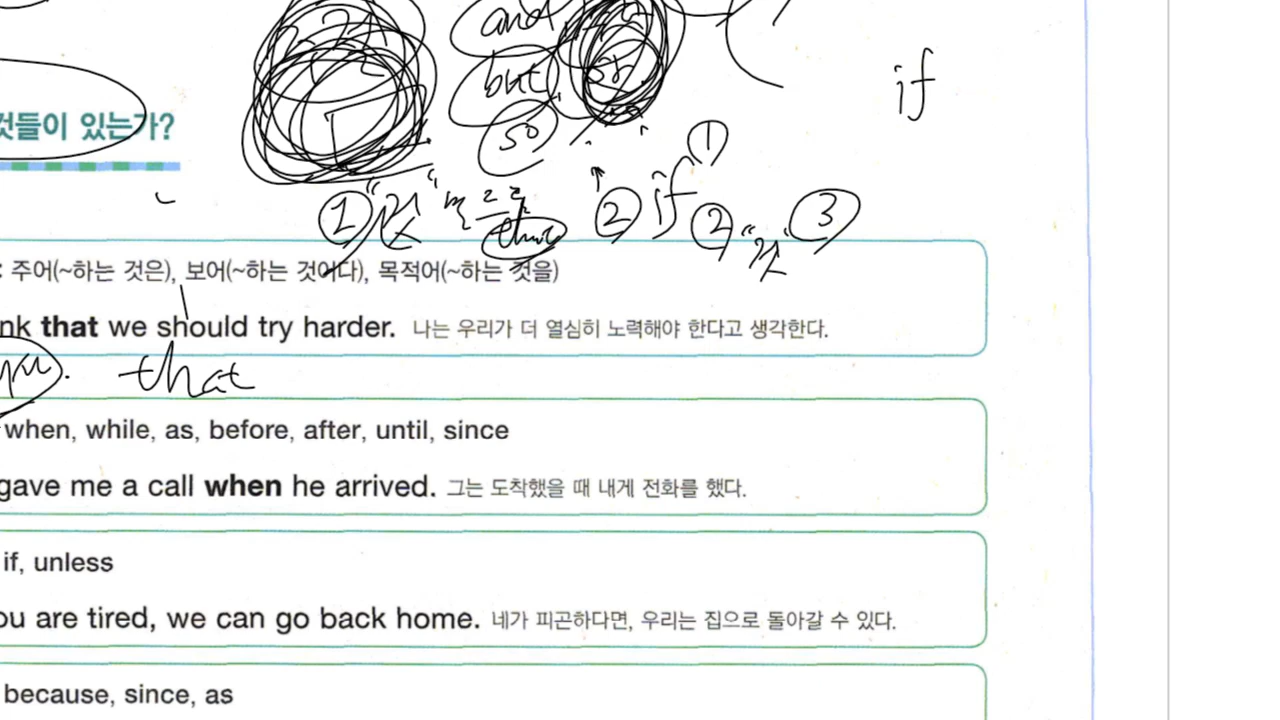 and
but
so
if
것들이 있는가?
① "것" ② if ① ② "것" ③
: 주어(~하는 것은), 보어(~하는 것이다), 목적어(~하는 것을)
nk that we should try harder. 나는 우리가 더 열심히 노력해야 한다고 생각한다.
that
when, while, as, before, after, until, since
gave me a call when he arrived. 그는 도착했을 때 내게 전화를 했다.
if, unless
ou are tired, we can go back home. 네가 피곤하다면, 우리는 집으로 돌아갈 수 있다.
because, since, as